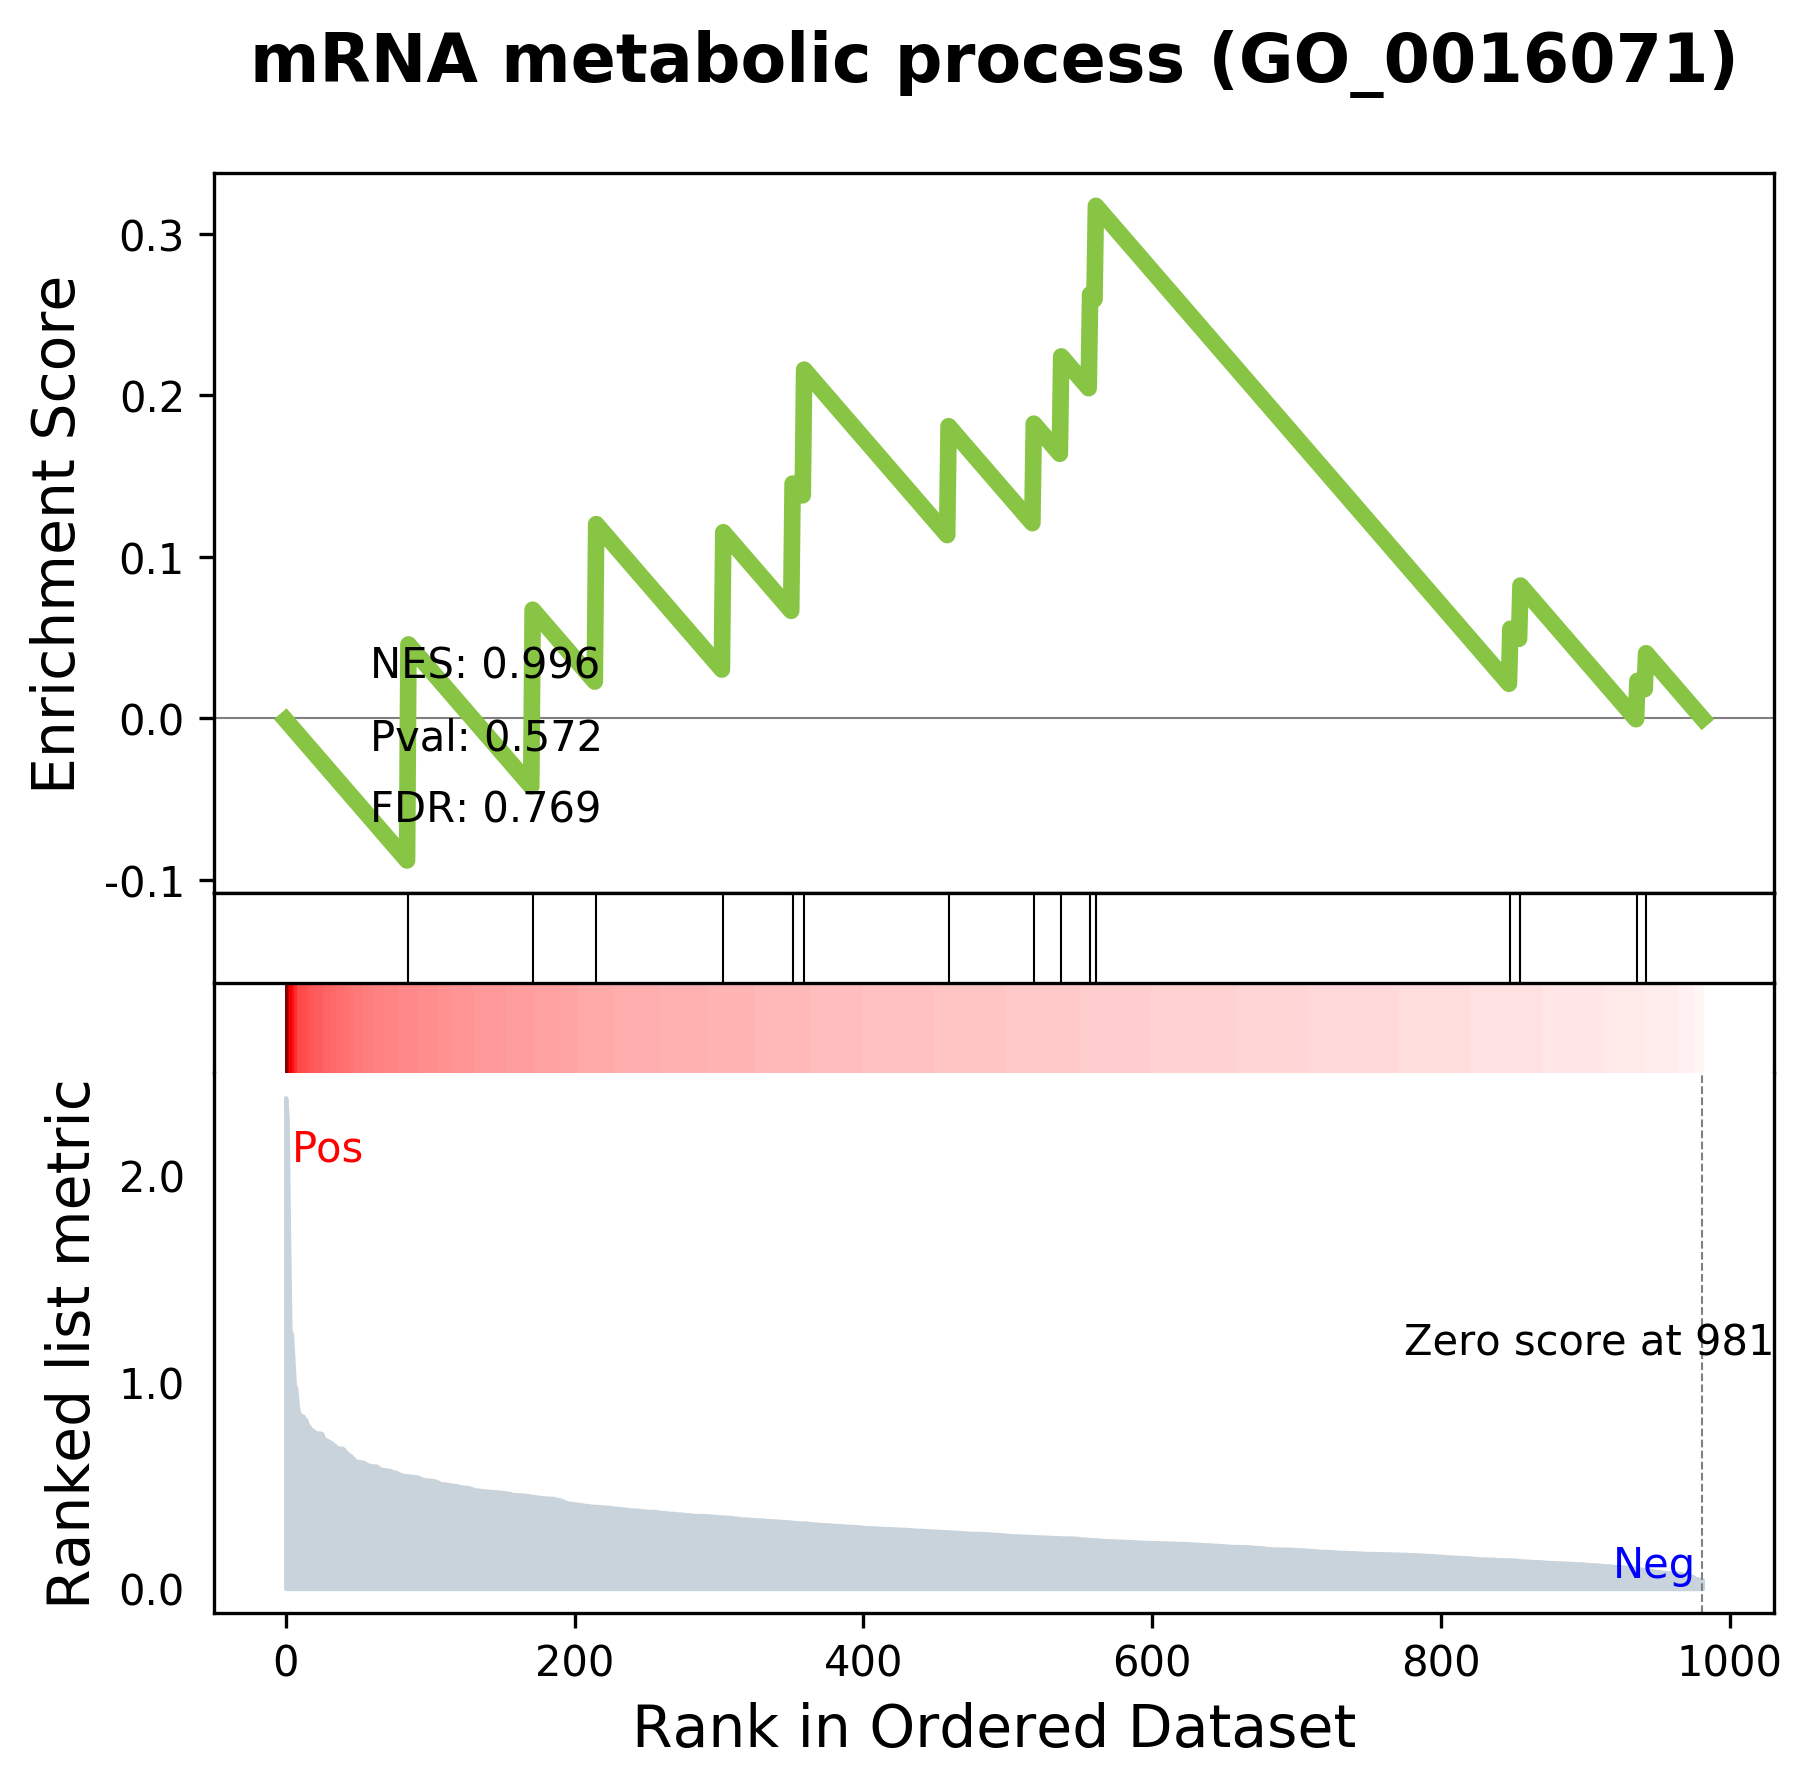 mRNA metabolic process (GO_0016071)
Enrichment Score
0.3
0.2
0.1
0.0
-0.1
NES: 0.996
Pval: 0.572
FDR: 0.769
Ranked list metric
2.0
1.0
0.0
Pos
Zero score at 981
Neg
0 200 400 600 800 1000
Rank in Ordered Dataset